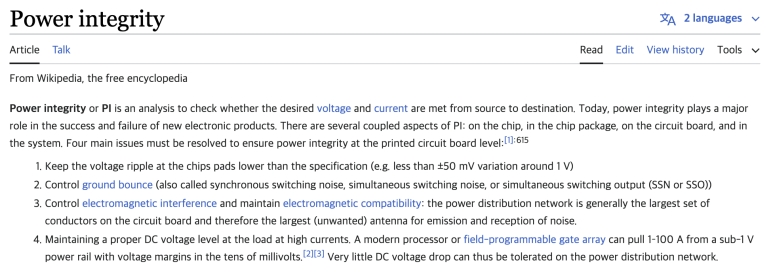 Power integrity
2 languages
Article Talk Read Edit View history Tools
From Wikipedia, the free encyclopedia
Power integrity or PI is an analysis to check whether the desired voltage and current are met from source to destination. Today, power integrity plays a major
role in the success and failure of new electronic products. There are several coupled aspects of PI: on the chip, in the chip package, on the circuit board, and in
the system. Four main issues must be resolved to ensure power integrity at the printed circuit board level:[1]:615
1. Keep the voltage ripple at the chips pads lower than the specification (e.g. less than ±50 mV variation around 1 V)
2. Control ground bounce (also called synchronous switching noise, simultaneous switching noise, or simultaneous switching output (SSN or SSO))
3. Control electromagnetic interference and maintain electromagnetic compatibility: the power distribution network is generally the largest set of
conductors on the circuit board and therefore the largest (unwanted) antenna for emission and reception of noise.
4. Maintaining a proper DC voltage level at the load at high currents. A modern processor or field-programmable gate array can pull 1-100 A from a sub-1 V
power rail with voltage margins in the tens of millivolts.[2][3] Very little DC voltage drop can thus be tolerated on the power distribution network.